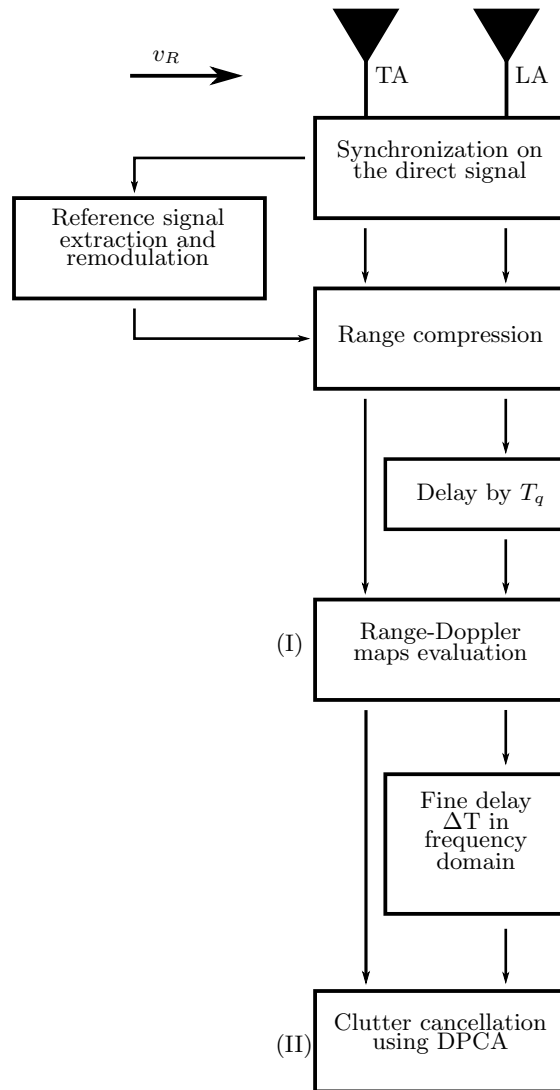 v_R
TA
LA
Synchronization on
the direct signal
Reference signal
extraction and
remodulation
Range compression
Delay by T_q
(I)
Range-Doppler
maps evaluation
Fine delay
ΔT in
frequency
domain
(II)
Clutter cancellation
using DPCA